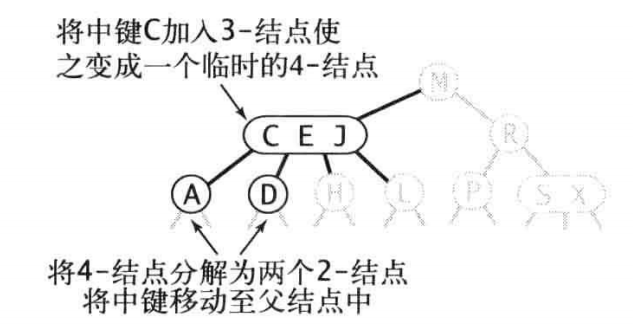 将中键C加入3-结点使
之变成一个临时的4-结点
M
C E J
R
A D H L P S X
将4-结点分解为两个2-结点
将中键移动至父结点中